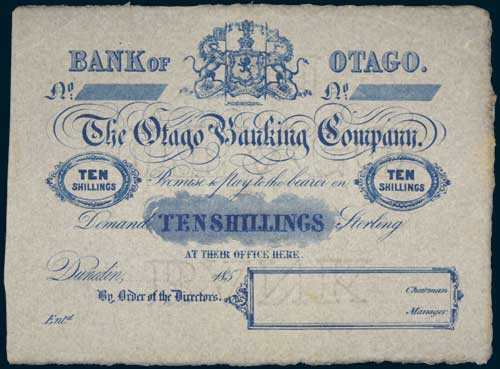 BANK OF OTAGO.
No. No.
The Otago Banking Company.
TEN SHILLINGS Promise to pay to the bearer on TEN SHILLINGS
Demand TEN SHILLINGS Sterling
AT THEIR OFFICE HERE.
Dunedin, 185
By Order of the Directors.
Chairman
Manager
Entd.